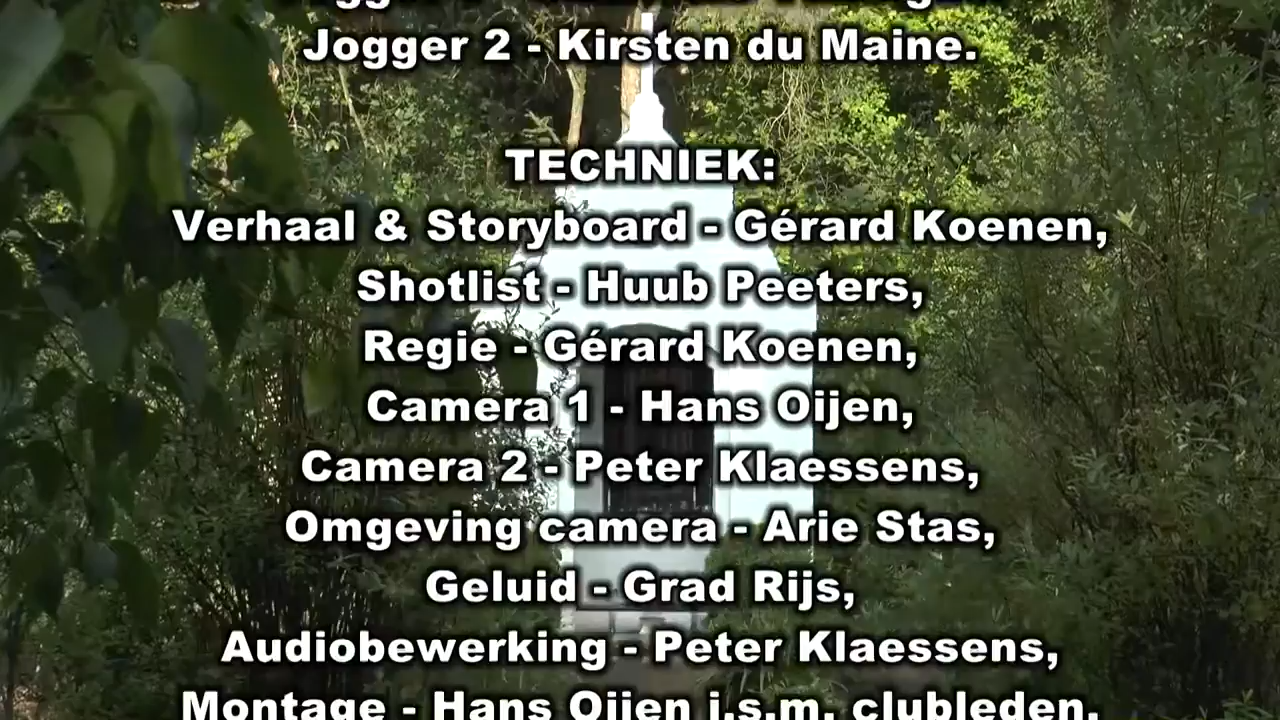 Jogger 2 - Kirsten du Maine.
TECHNIEK:
Verhaal & Storyboard - Gérard Koenen,
Shotlist - Huub Peeters,
Regie - Gérard Koenen,
Camera 1 - Hans Oijen,
Camera 2 - Peter Klaessens,
Omgeving camera - Arie Stas,
Geluid - Grad Rijs,
Audiobewerking - Peter Klaessens,
Montage - Hans Oijen i.s.m. clubleden.